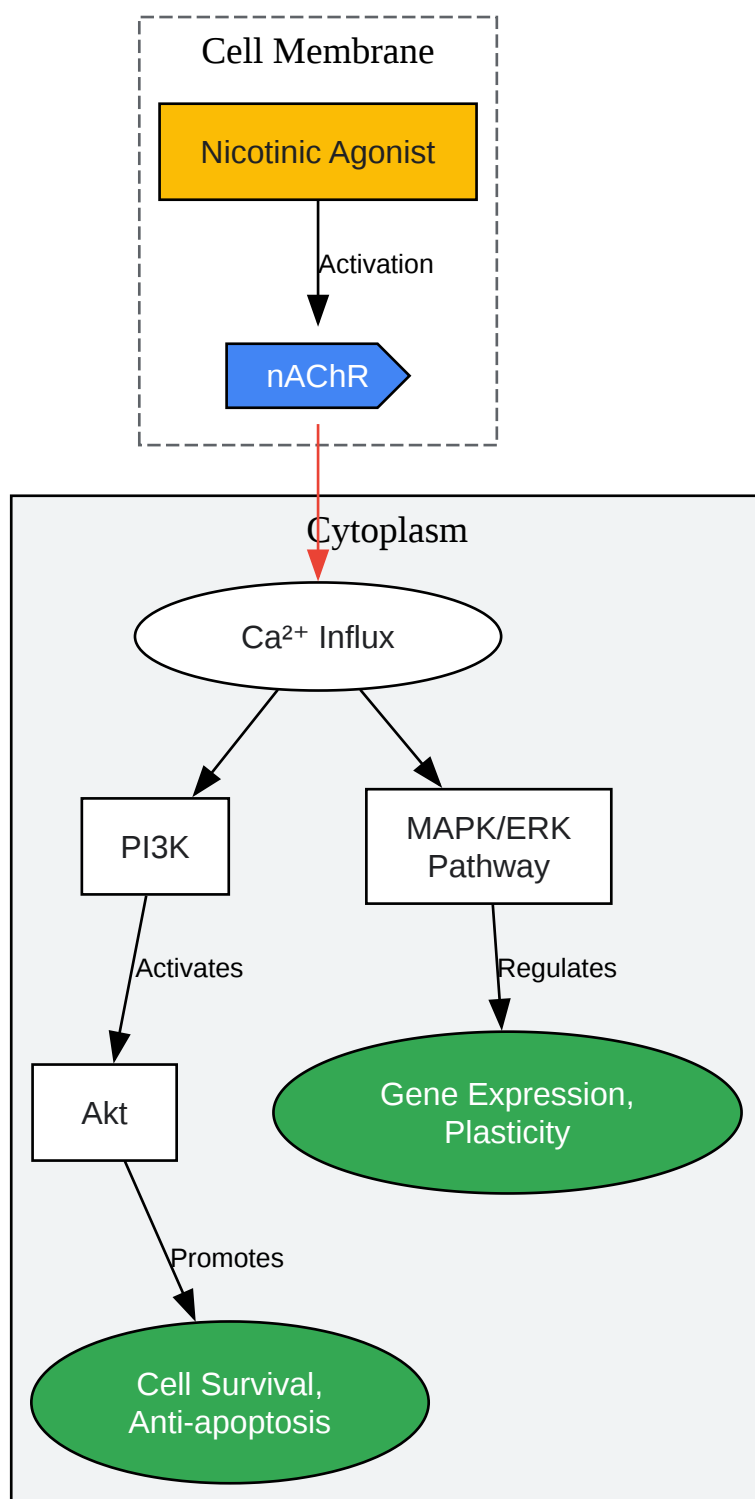 Cell Membrane
Nicotinic Agonist
Activation
nAChR
Cytoplasm
Ca²⁺ Influx
PI3K
MAPK/ERK
Pathway
Activates
Regulates
Akt
Gene Expression,
Plasticity
Promotes
Cell Survival,
Anti-apoptosis